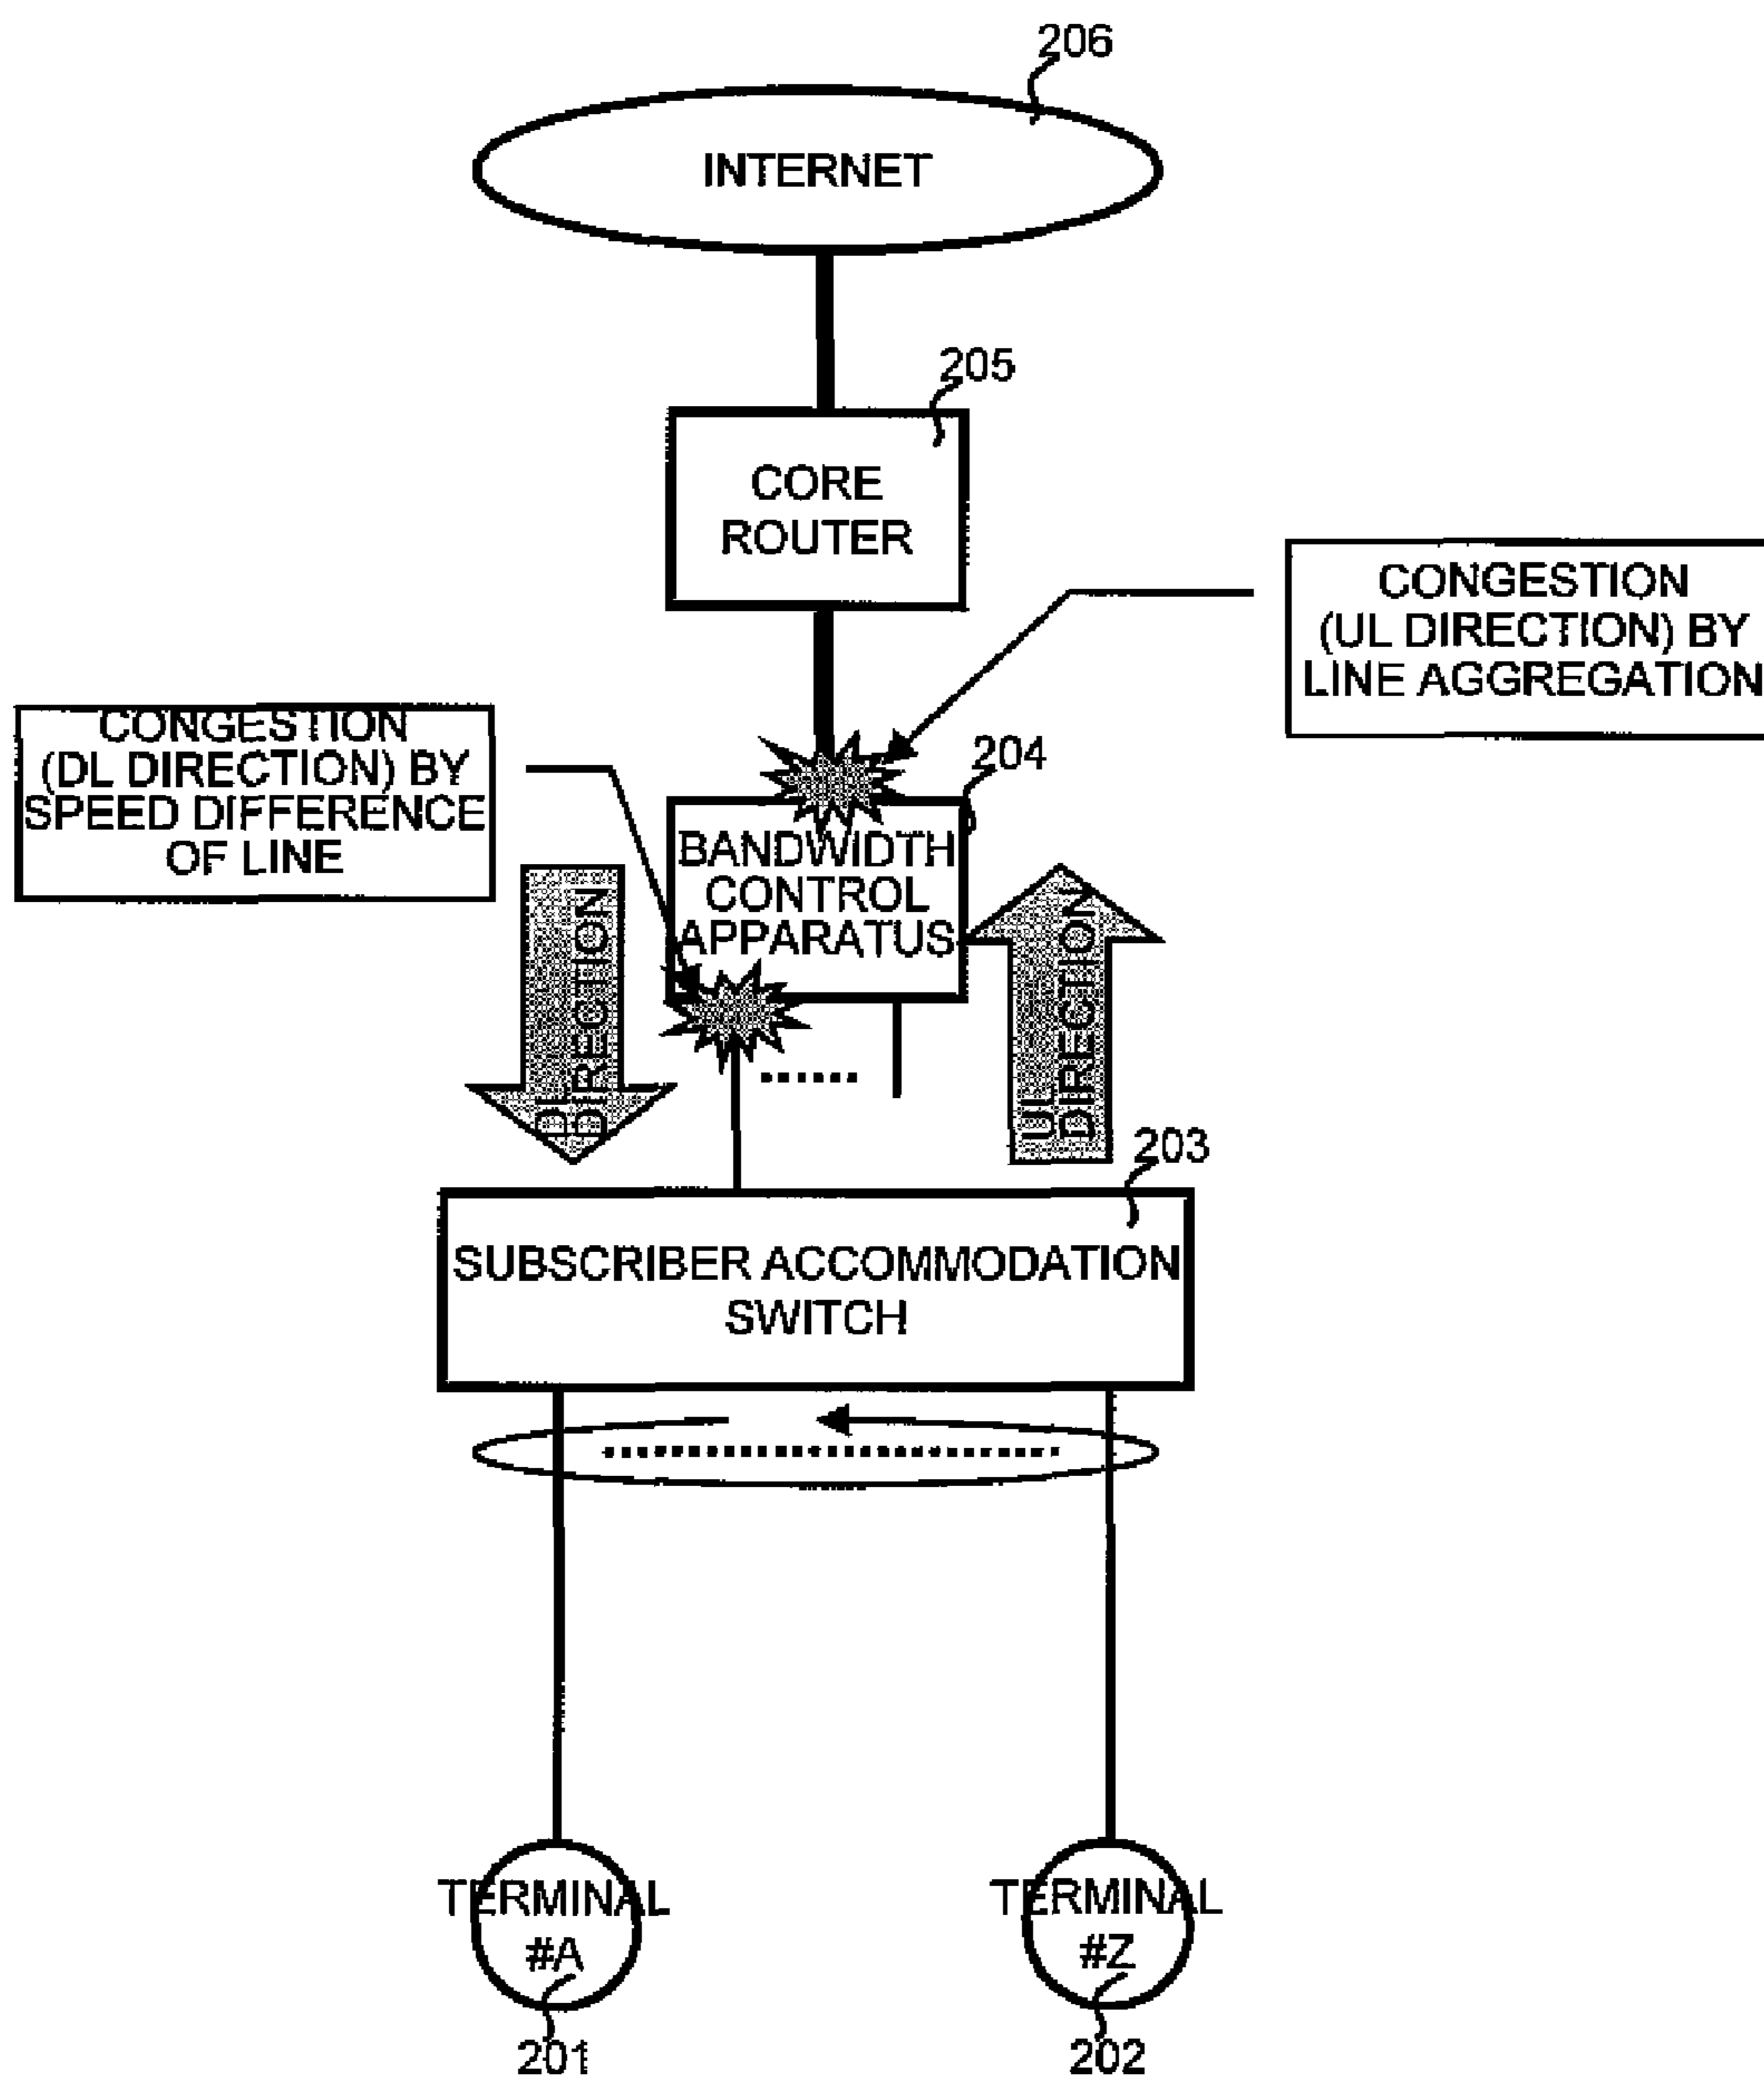 206
INTERNET
205
CORE
ROUTER
CONGESTION
(UL DIRECTION) BY
LINE AGGREGATION
CONGESTION
(DL DIRECTION) BY
SPEED DIFFERENCE
OF LINE
204
BANDWIDTH
CONTROL
APPARATUS
DL
DIRECTION
UL
DIRECTION
203
SUBSCRIBER ACCOMMODATION
SWITCH
TERMINAL
#A
TERMINAL
#Z
201
202